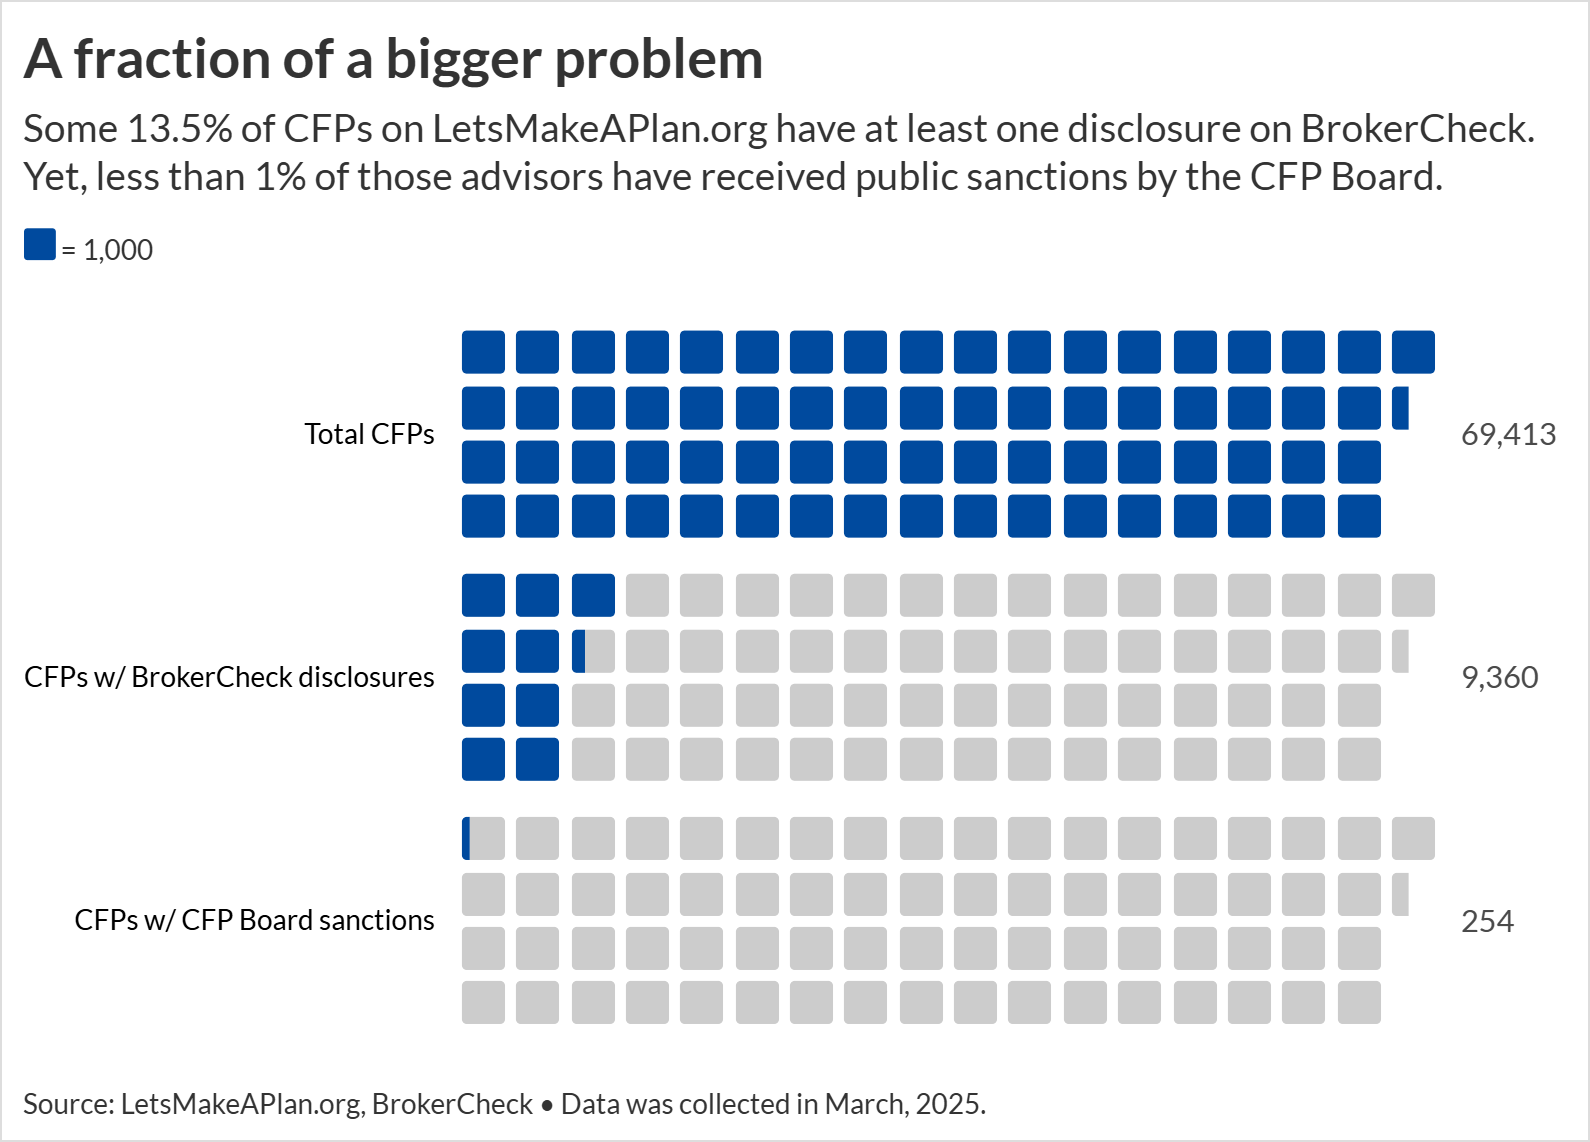 A fraction of a bigger problem
Some 13.5% of CFPs on LetsMakeAPlan.org have at least one disclosure on BrokerCheck.
Yet, less than 1% of those advisors have received public sanctions by the CFP Board.
= 1,000
Total CFPs
69,413
CFPs w/ BrokerCheck disclosures
9,360
CFPs w/ CFP Board sanctions
254
Source: LetsMakeAPlan.org, BrokerCheck • Data was collected in March, 2025.